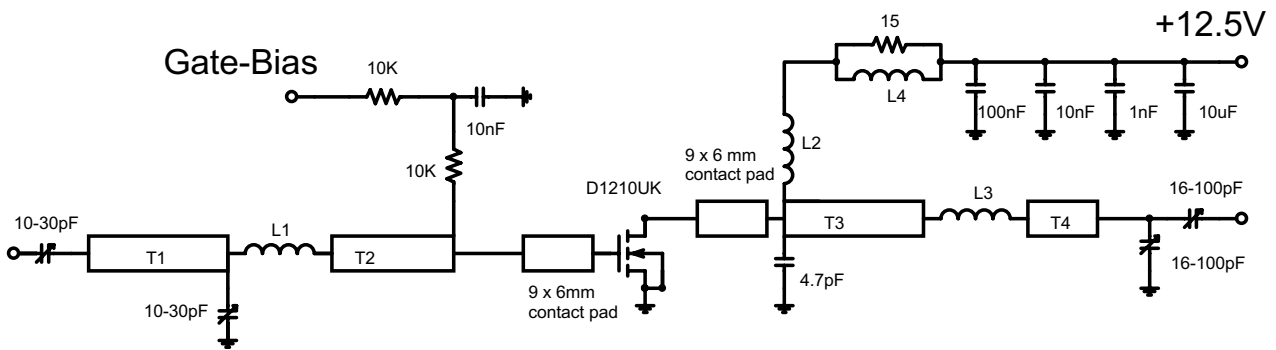 15
+12.5V
Gate-Bias
10K
L4
10nF
100nF
10nF
1nF
10uF
L2
10K
9 x 6 mm
contact pad
D1210UK
10-30pF
L1
L3
16-100pF
T1
T2
T3
T4
4.7pF
16-100pF
9 x 6mm
contact pad
10-30pF